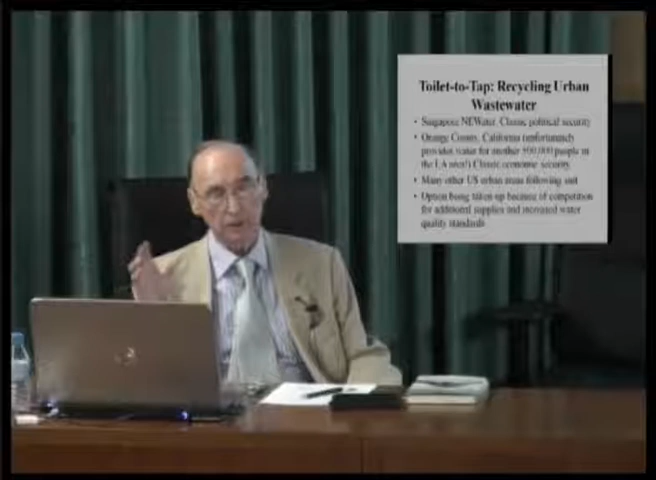 Toilet-to-Tap: Recycling Urban
Wastewater
• Singapore NEWater. Classic political security
• Orange County, California (unfortunately
provides water for another 500,000 people in
the LA area!) Classic economic security.
• Many other US urban areas following suit
• Option being taken up because of competition
for additional supplies and increased water
quality standards